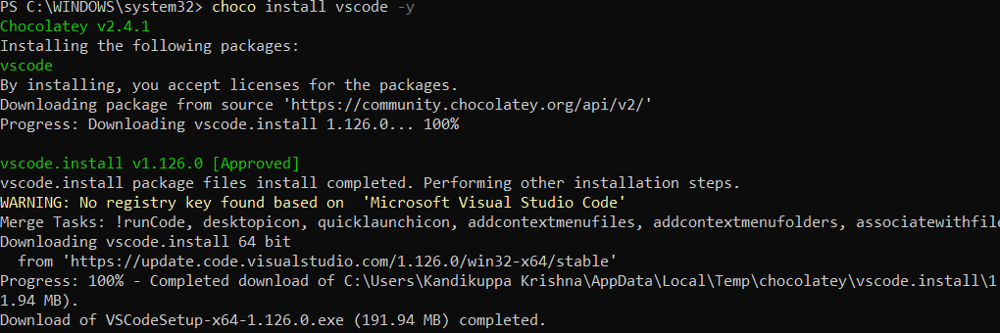 PS C:\WINDOWS\system32> choco install vscode -y
Chocolatey v2.4.1
Installing the following packages:
vscode
By installing, you accept licenses for the packages.
Downloading package from source 'https://community.chocolatey.org/api/v2/'
Progress: Downloading vscode.install 1.126.0... 100%
vscode.install v1.126.0 [Approved]
vscode.install package files install completed. Performing other installation steps.
WARNING: No registry key found based on  'Microsoft Visual Studio Code'
Merge Tasks: !runCode, desktopicon, quicklaunchicon, addcontextmenufiles, addcontextmenufolders, associatewithfile
Downloading vscode.install 64 bit
  from 'https://update.code.visualstudio.com/1.126.0/win32-x64/stable'
Progress: 100% - Completed download of C:\Users\Kandikuppa Krishna\AppData\Local\Temp\chocolatey\vscode.install\1
1.94 MB).
Download of VSCodeSetup-x64-1.126.0.exe (191.94 MB) completed.